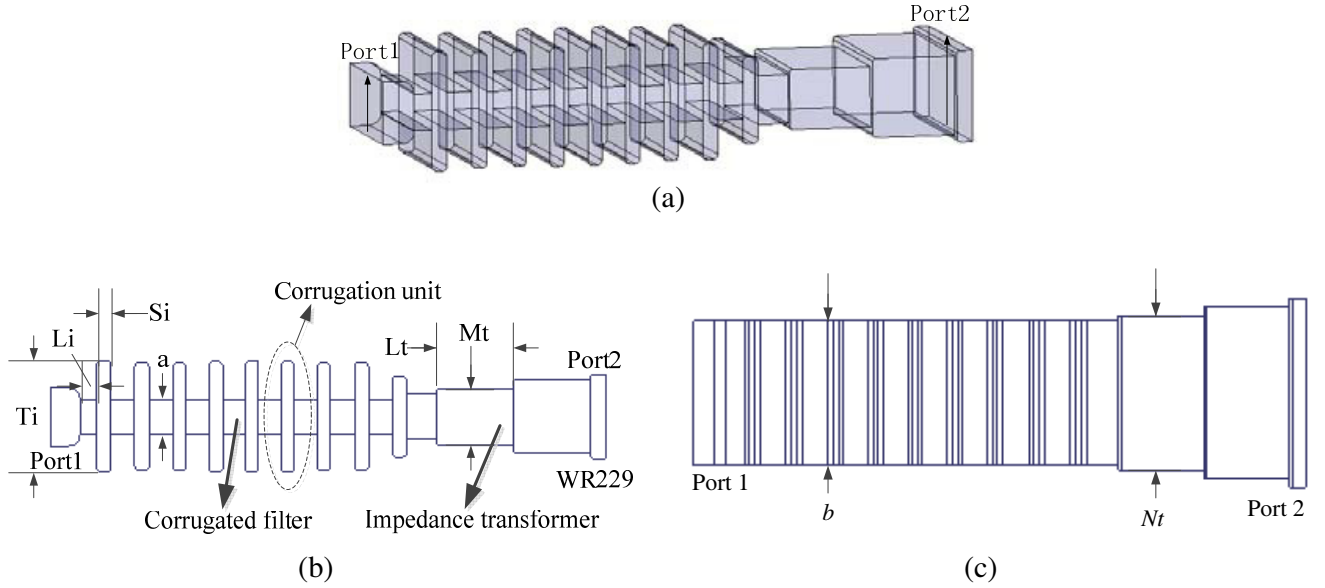 Port1
Port2
(a)
Corrugation unit
Si
Li
a
Lt
Mt
Port2
Ti
Port1
WR229
Corrugated filter
Impedance transformer
(b)
Port 1
b
Nt
Port 2
(c)